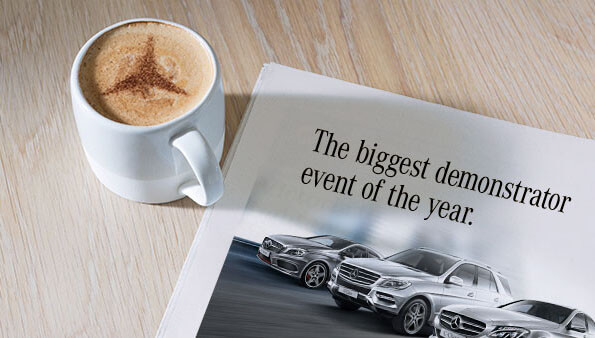 The biggest demonstrator
event of the year.